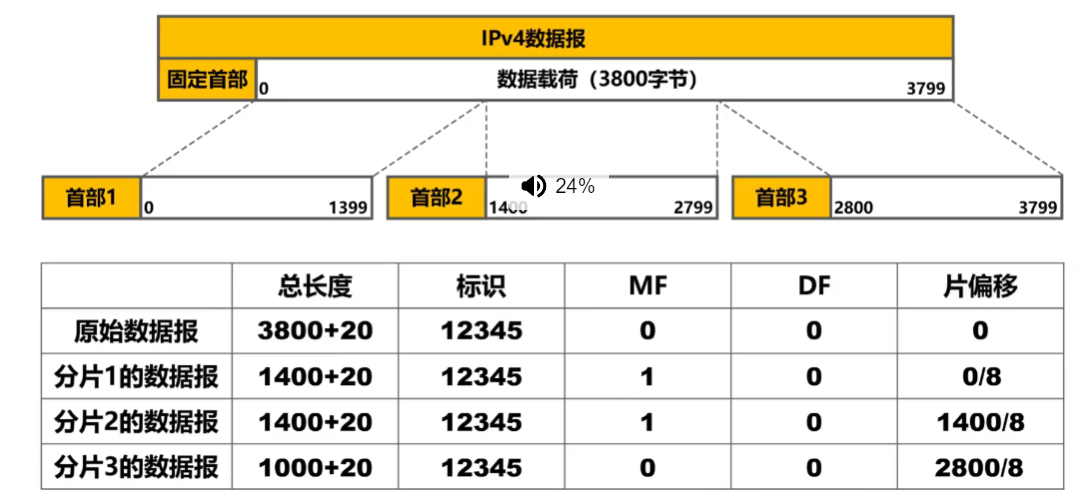 IPv4数据报
固定首部 0 数据载荷（3800字节） 3799
首部1 0 1399 首部2 2799 首部3 2800 3799
24%
总长度 标识 MF DF 片偏移
原始数据报 3800+20 12345 0 0 0
分片1的数据报 1400+20 12345 1 0 0/8
分片2的数据报 1400+20 12345 1 0 1400/8
分片3的数据报 1000+20 12345 0 0 2800/8